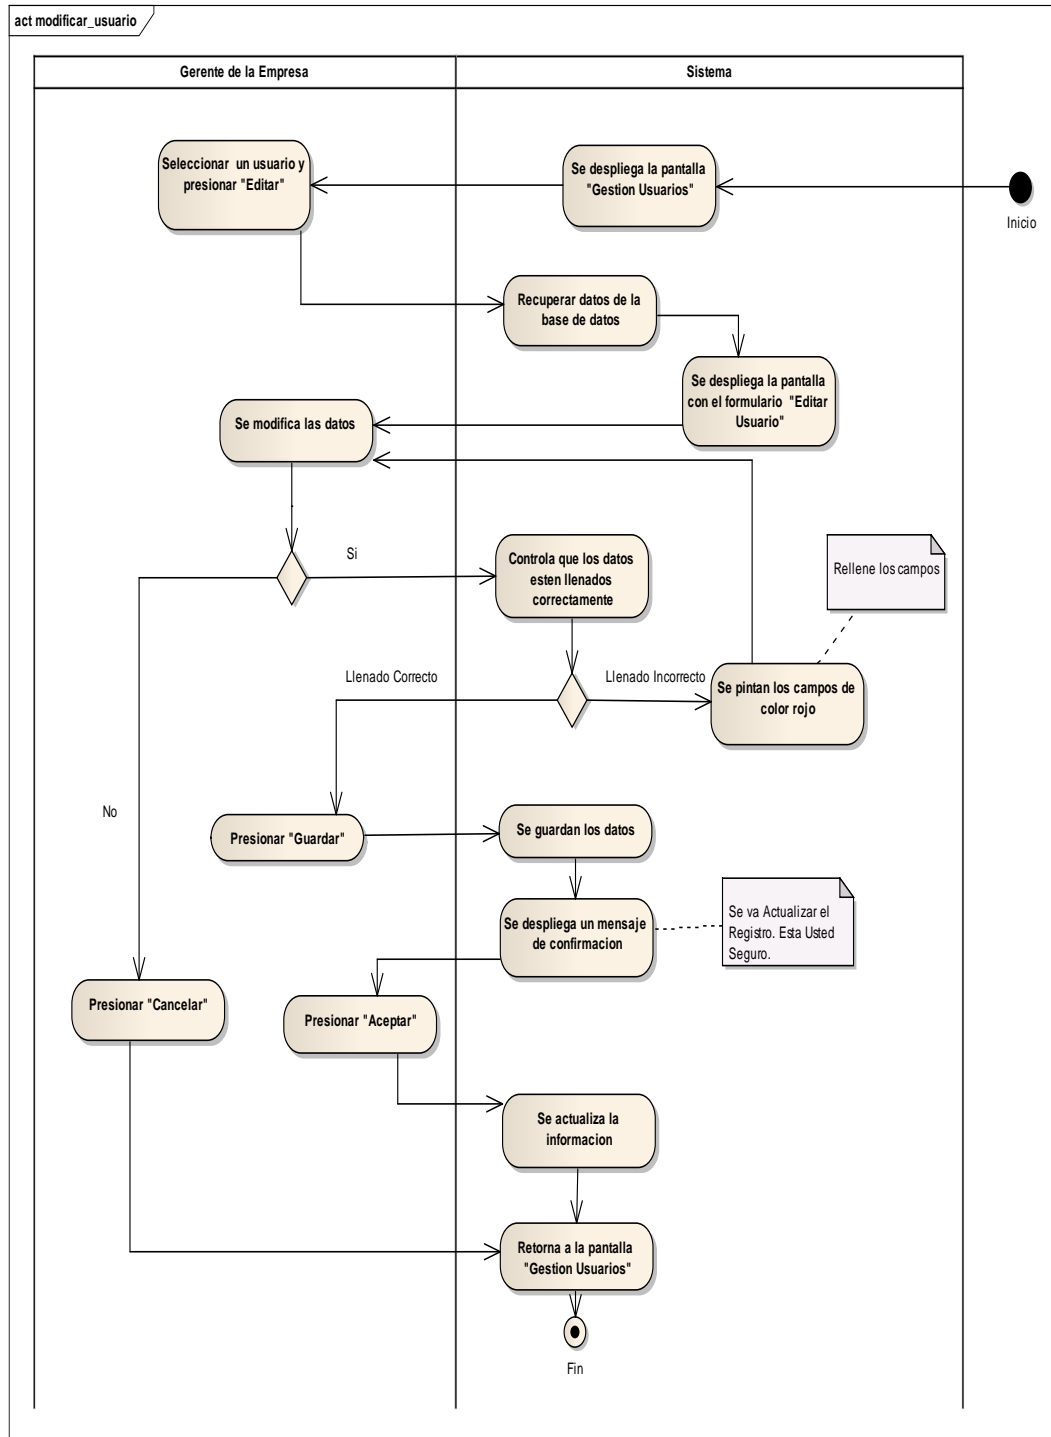 act modificar_usuario
Gerente de la Empresa
Sistema
Seleccionar un usuario y
presionar "Editar"
Se despliega la pantalla
"Gestion Usuarios"
Inicio
Recuperar datos de la
base de datos
Se despliega la pantalla
con el formulario "Editar
Usuario"
Se modifica las datos
Si
Controla que los datos
esten llenados
correctamente
Rellene los campos
Llenado Correcto
Llenado Incorrecto
Se pintan los campos de
color rojo
No
Presionar "Guardar"
Se guardan los datos
Se despliega un mensaje
de confirmacion
Se va Actualizar el
Registro. Esta Usted
Seguro.
Presionar "Cancelar"
Presionar "Aceptar"
Se actualiza la
informacion
Retorna a la pantalla
"Gestion Usuarios"
Fin